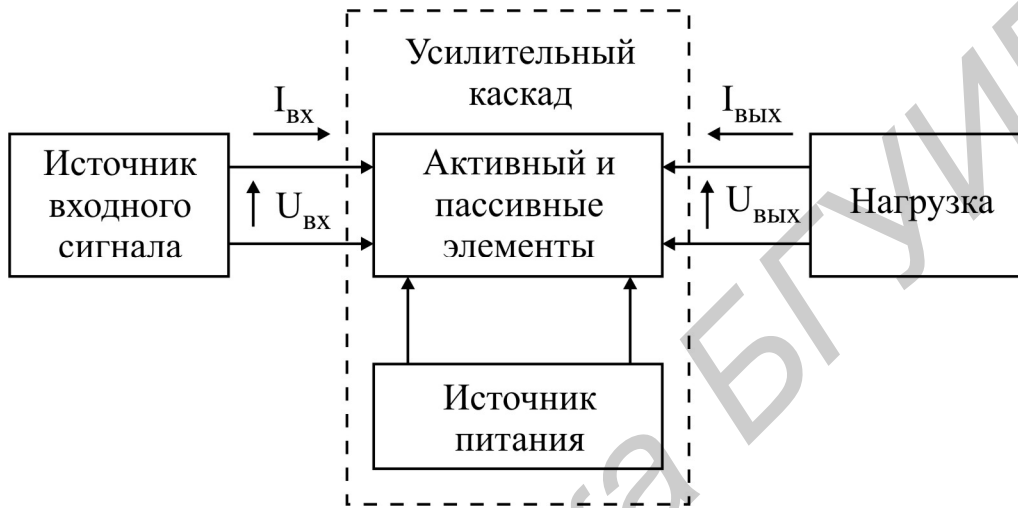 Усилительный
каскад
Iвх
Iвых
Источник
входного
сигнала
Uвх
Активный и
пассивные
элементы
Uвых
Нагрузка
Источник
питания